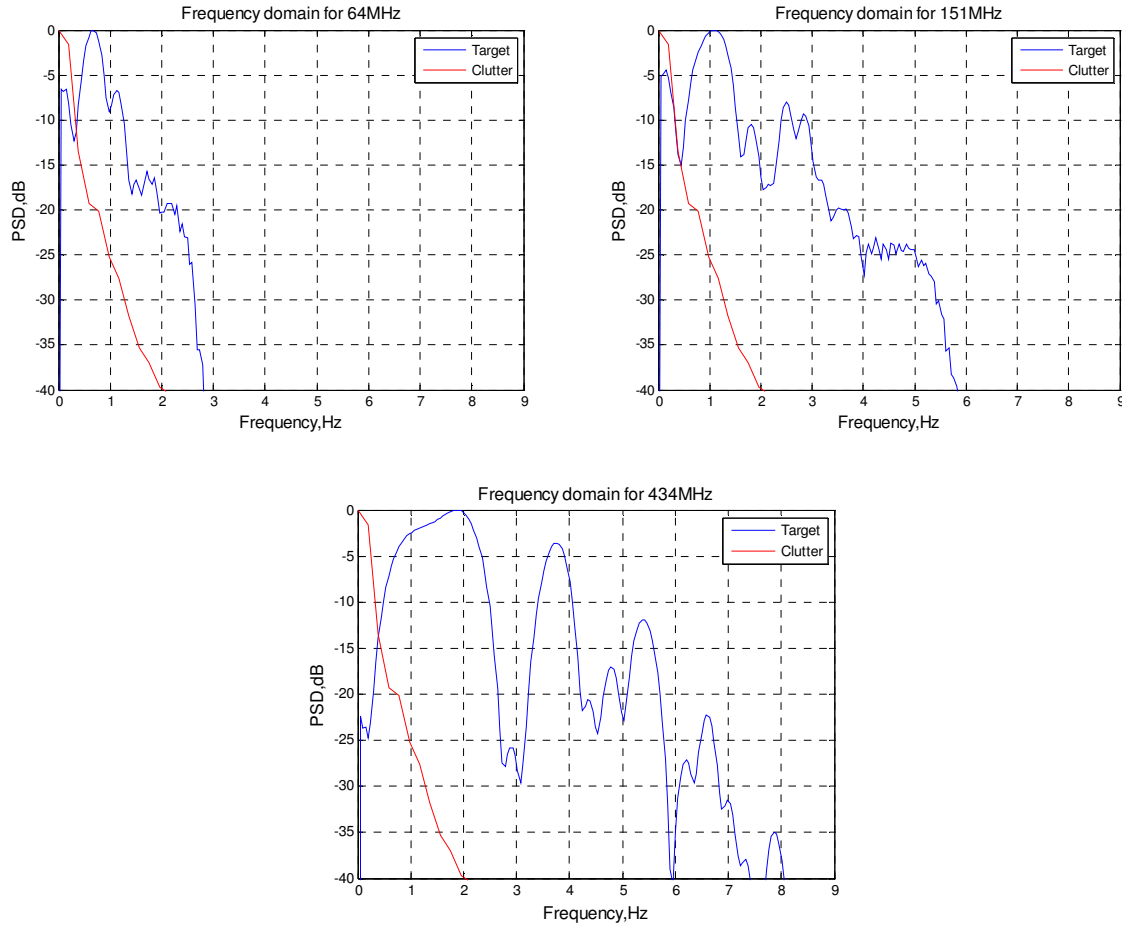 Frequency domain for 64MHz
0
-5
-10
-15
-20
-25
-30
-35
-40
PSD,dB
0 1 2 3 4 5 6 7 8 9
Frequency,Hz
Target
Clutter
Frequency domain for 151MHz
0
-5
-10
-15
-20
-25
-30
-35
-40
PSD,dB
0 1 2 3 4 5 6 7 8 9
Frequency,Hz
Target
Clutter
Frequency domain for 434MHz
0
-5
-10
-15
-20
-25
-30
-35
-40
PSD,dB
0 1 2 3 4 5 6 7 8 9
Frequency,Hz
Target
Clutter